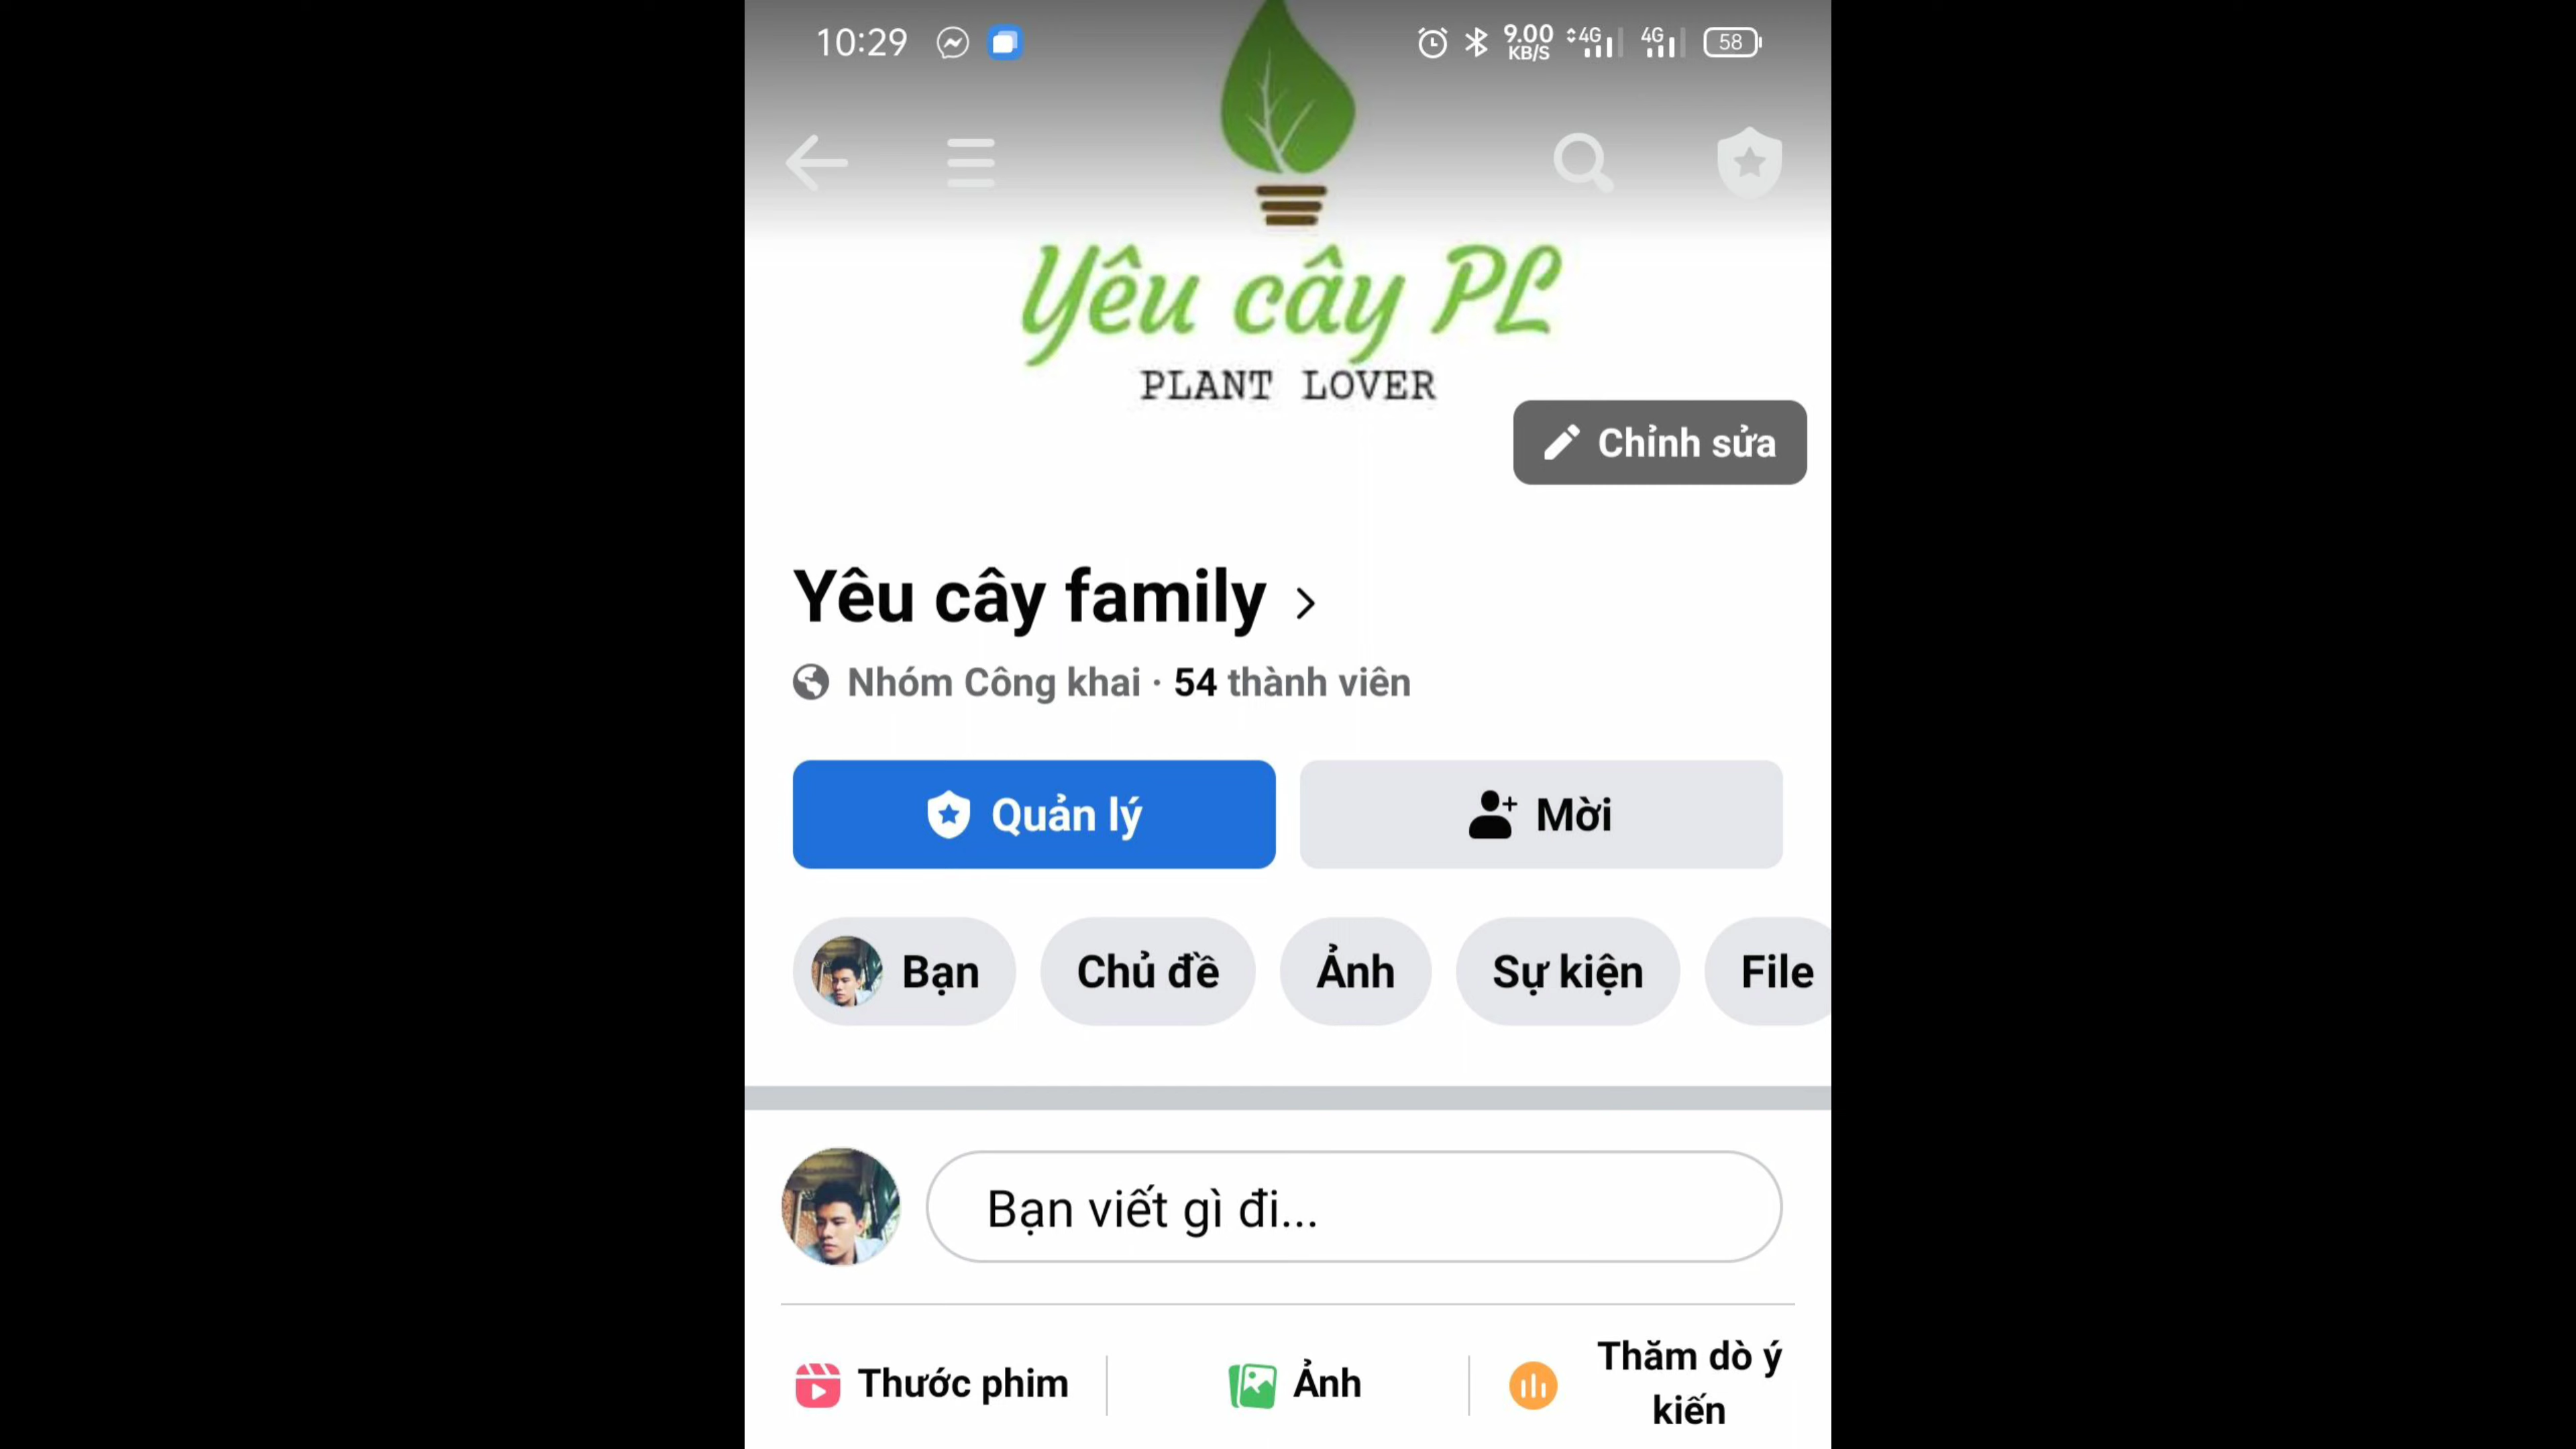 10:29 9.00 KB/S 4G 4G 58
Yêu cây PL
PLANT LOVER
Chỉnh sửa
Yêu cây family
Nhóm Công khai · 54 thành viên
Quản lý Mời
Bạn Chủ đề Ảnh Sự kiện File
Bạn viết gì đi...
Thước phim Ảnh Thăm dò ý
kiến